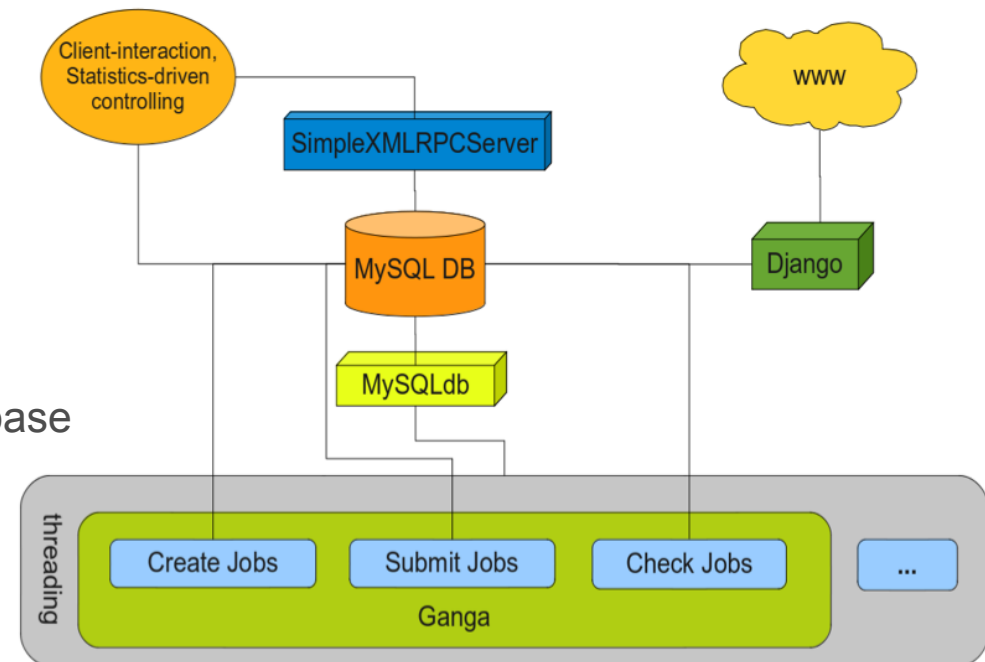 Client-interaction,
Statistics-driven
controlling
www
SimpleXMLRPCServer
MySQL DB
Django
MySQLdb
base
threading
Create Jobs
Submit Jobs
Check Jobs
...
Ganga